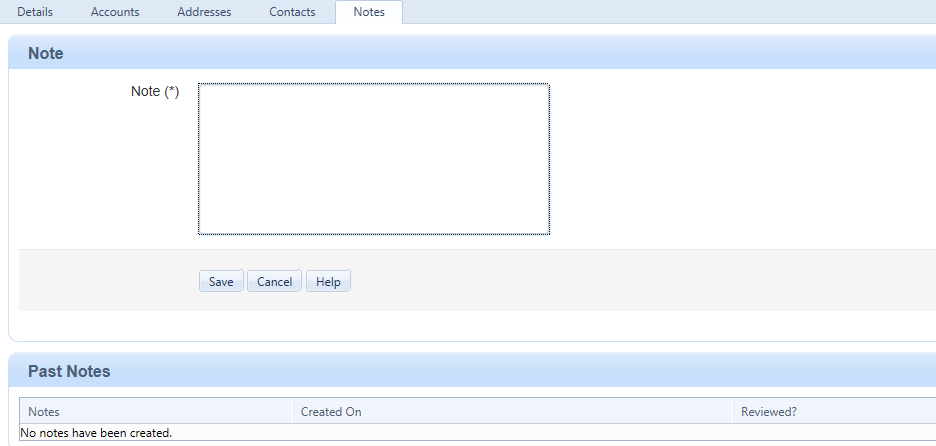 Details Accounts Addresses Contacts Notes
Note
Note (*)
Save Cancel Help
Past Notes
Notes Created On Reviewed?
No notes have been created.